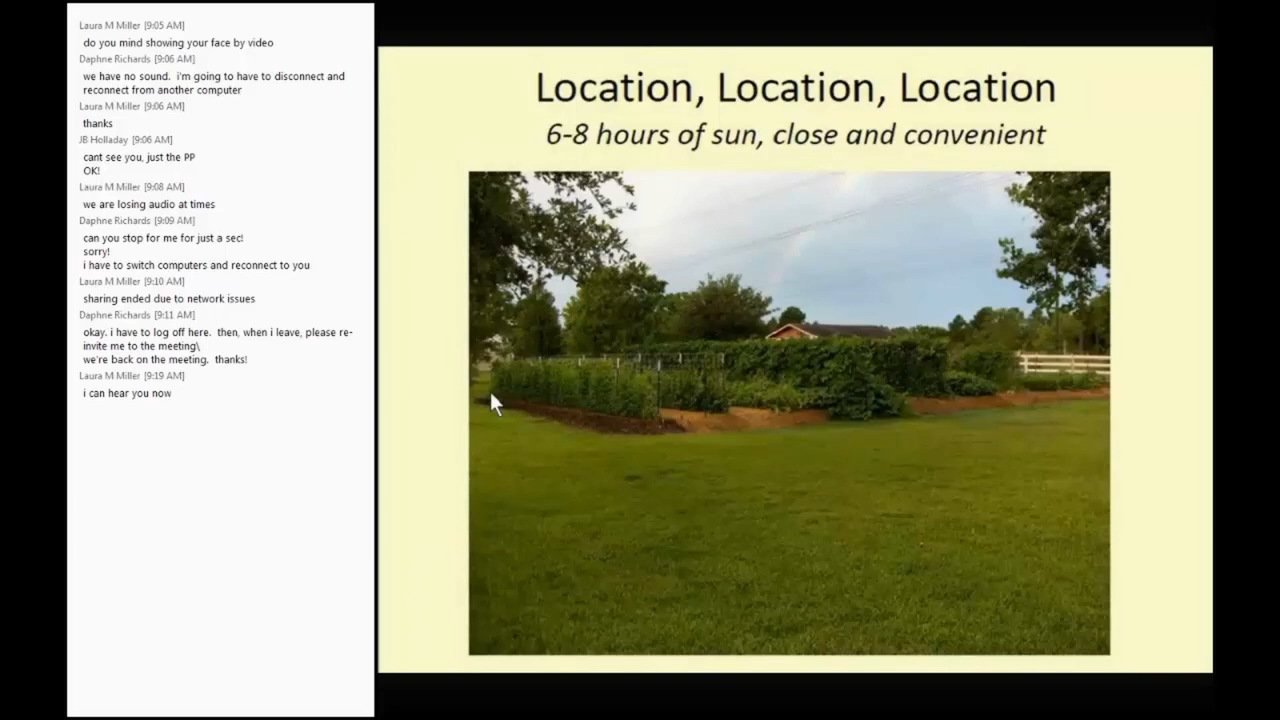 Laura M Miller [9:05 AM]
do you mind showing your face by video
Daphne Richards [9:06 AM]
we have no sound.  i'm going to have to disconnect and
reconnect from another computer
Laura M Miller [9:06 AM]
thanks
JB Holladay [9:06 AM]
cant see you, just the PP
OK!
Laura M Miller [9:08 AM]
we are losing audio at times
Daphne Richards [9:09 AM]
can you stop for me for just a sec!
sorry!
i have to switch computers and reconnect to you
Laura M Miller [9:10 AM]
sharing ended due to network issues
Daphne Richards [9:11 AM]
okay. i have to log off here.  then, when i leave, please re-
invite me to the meeting\
we're back on the meeting.  thanks!
Laura M Miller [9:19 AM]
i can hear you now
Location, Location, Location
6-8 hours of sun, close and convenient